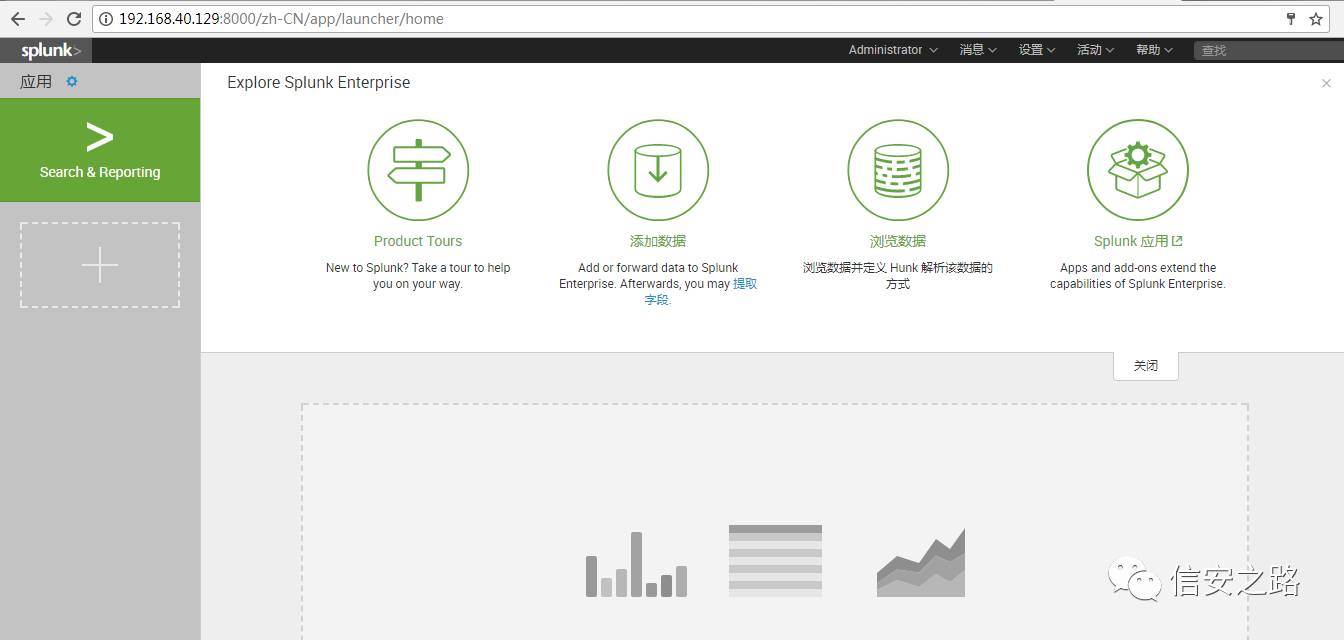 192.168.40.129:8000/zh-CN/app/launcher/home
splunk>
Administrator
消息
设置
活动
帮助
查找
应用
Explore Splunk Enterprise
Search & Reporting
Product Tours
New to Splunk? Take a tour to help
you on your way.
添加数据
Add or forward data to Splunk
Enterprise. Afterwards, you may 提取
字段.
浏览数据
浏览数据并定义 Hunk 解析该数据的
方式
Splunk 应用
Apps and add-ons extend the
capabilities of Splunk Enterprise.
关闭
信安之路